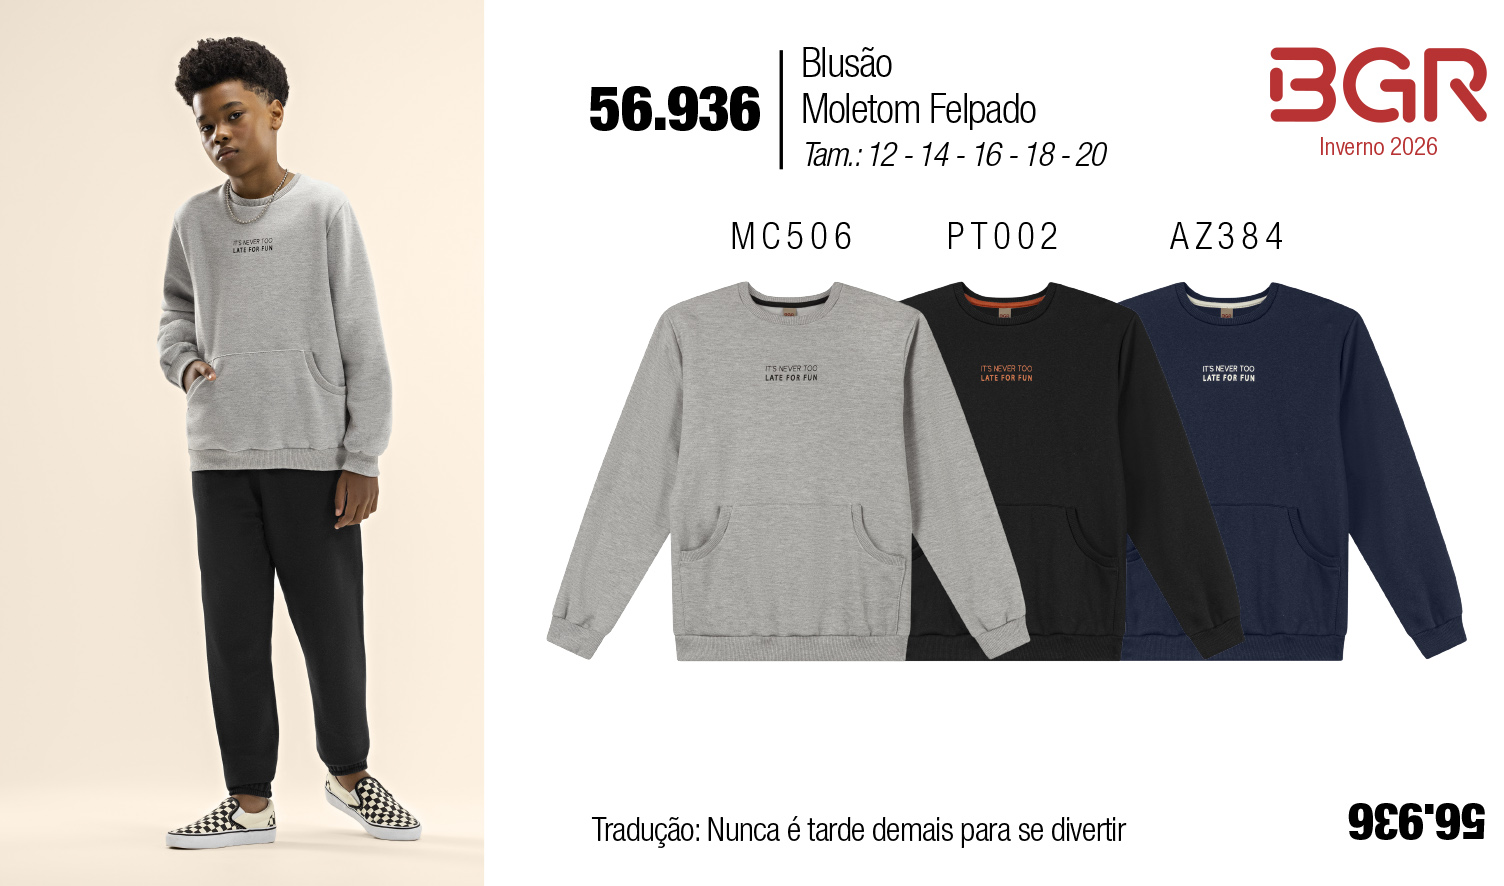 IT'S NEVER TOO
LATE FOR FUN
56.936
Blusão
Moletom Felpado
Tam.: 12 - 14 - 16 - 18 - 20
BGR
Inverno 2026
MC506
PT002
AZ384
IT'S NEVER TOO
LATE FOR FUN
IT'S NEVER TOO
LATE FOR FUN
IT'S NEVER TOO
LATE FOR FUN
Tradução: Nunca é tarde demais para se divertir
56.936